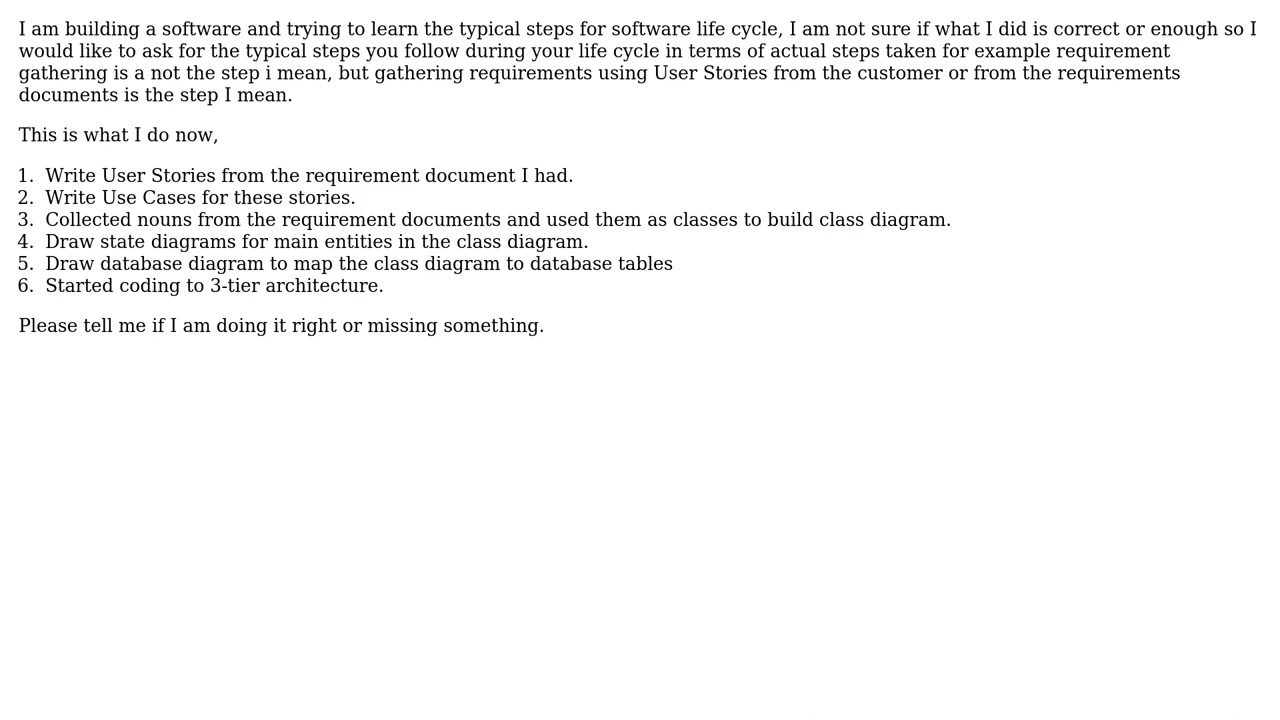 I am building a software and trying to learn the typical steps for software life cycle, I am not sure if what I did is correct or enough so I
would like to ask for the typical steps you follow during your life cycle in terms of actual steps taken for example requirement
gathering is a not the step i mean, but gathering requirements using User Stories from the customer or from the requirements
documents is the step I mean.
This is what I do now,
1. Write User Stories from the requirement document I had.
2. Write Use Cases for these stories.
3. Collected nouns from the requirement documents and used them as classes to build class diagram.
4. Draw state diagrams for main entities in the class diagram.
5. Draw database diagram to map the class diagram to database tables
6. Started coding to 3-tier architecture.
Please tell me if I am doing it right or missing something.